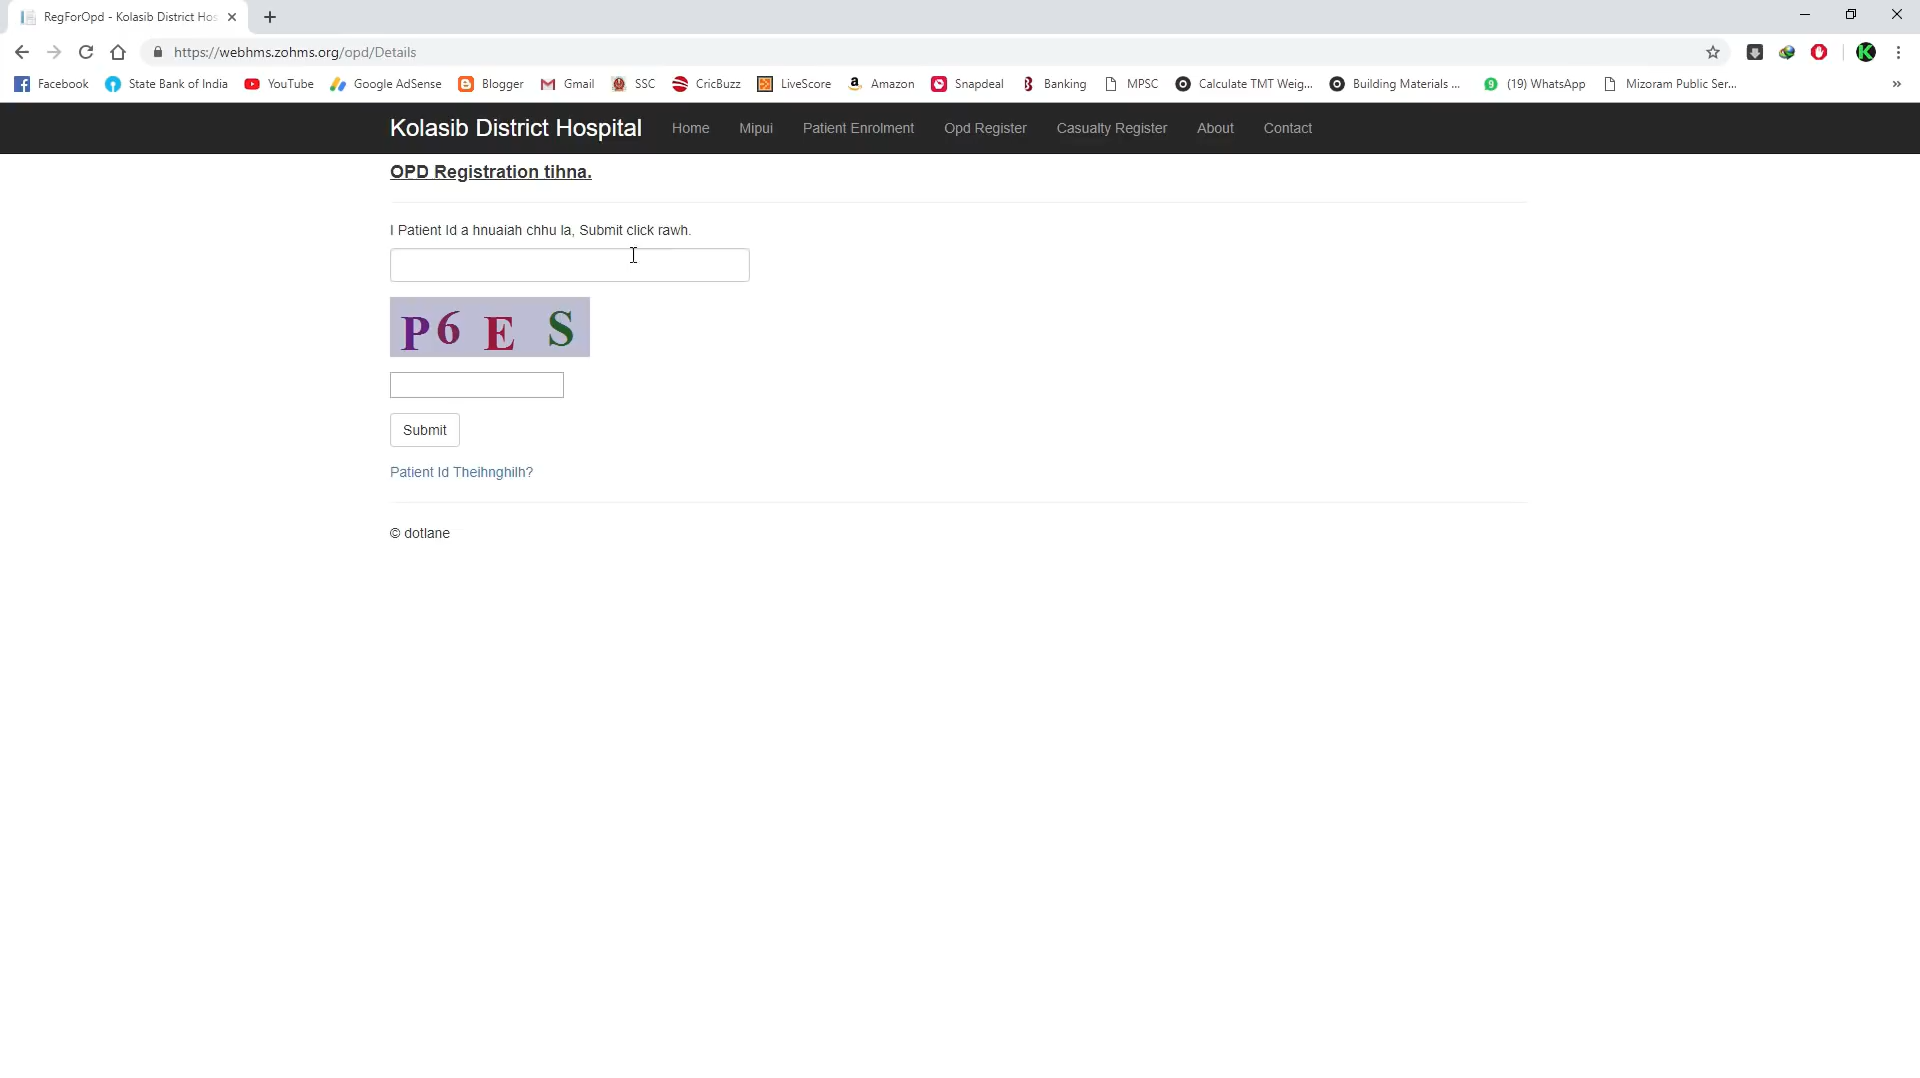 RegForOpd - Kolasib District Hos
https://webhms.zohms.org/opd/Details
Facebook State Bank of India YouTube Google AdSense Blogger Gmail SSC CricBuzz LiveScore Amazon Snapdeal Banking MPSC Calculate TMT Weig... Building Materials ... (19) WhatsApp Mizoram Public Ser... »
Kolasib District Hospital Home Mipui Patient Enrolment Opd Register Casualty Register About Contact
OPD Registration tihna.
I Patient Id a hnuaiah chhu la, Submit click rawh.
P6 E S
Submit
Patient Id Theihnghilh?
© dotlane